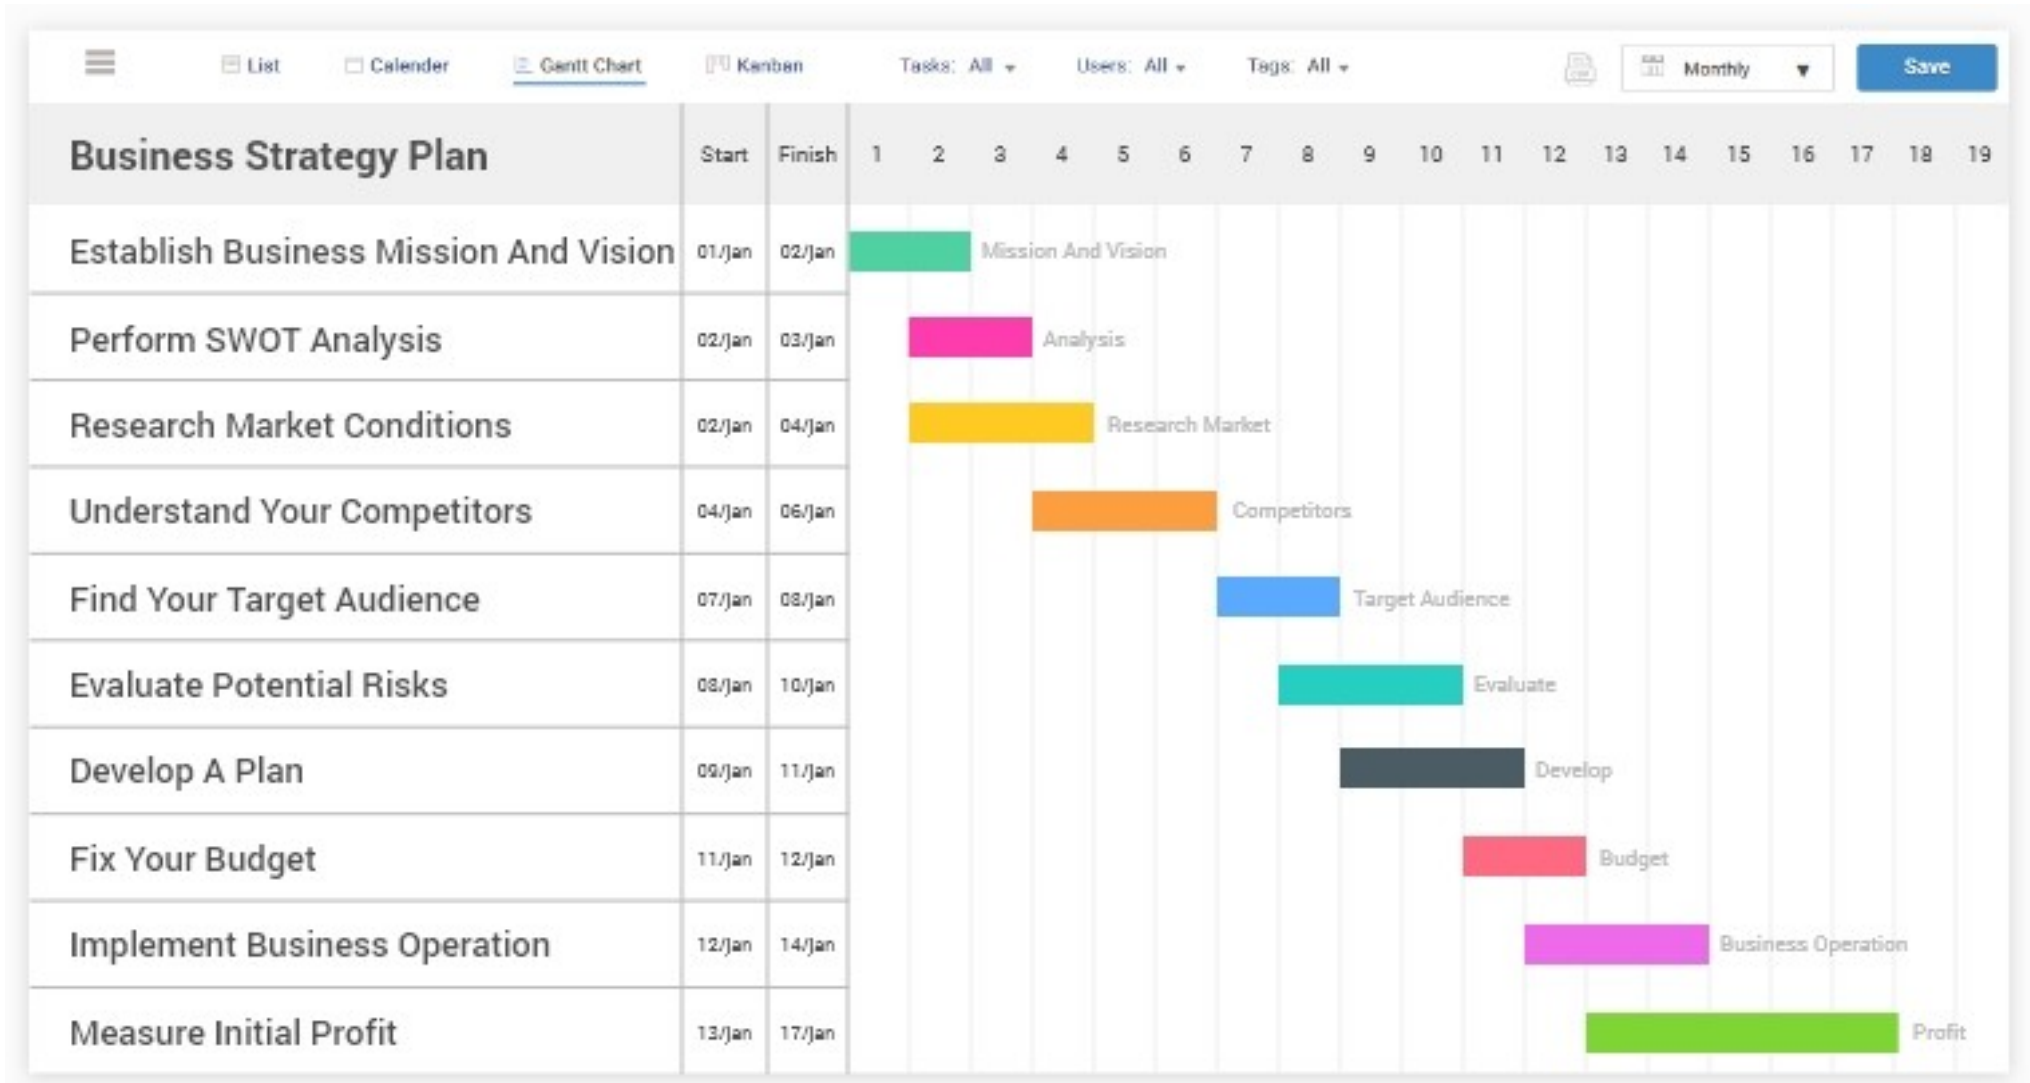 List Calender Gantt Chart Kanban Tasks: All Users: All Tags: All Monthly Save
Business Strategy Plan Start Finish 1 2 3 4 5 6 7 8 9 10 11 12 13 14 15 16 17 18 19
Establish Business Mission And Vision 01/Jan 02/Jan Mission And Vision
Perform SWOT Analysis 02/Jan 03/Jan Analysis
Research Market Conditions 02/Jan 04/Jan Research Market
Understand Your Competitors 04/Jan 06/Jan Competitors
Find Your Target Audience 07/Jan 08/Jan Target Audience
Evaluate Potential Risks 08/Jan 10/Jan Evaluate
Develop A Plan 09/Jan 11/Jan Develop
Fix Your Budget 11/Jan 12/Jan Budget
Implement Business Operation 12/Jan 14/Jan Business Operation
Measure Initial Profit 13/Jan 17/Jan Profit